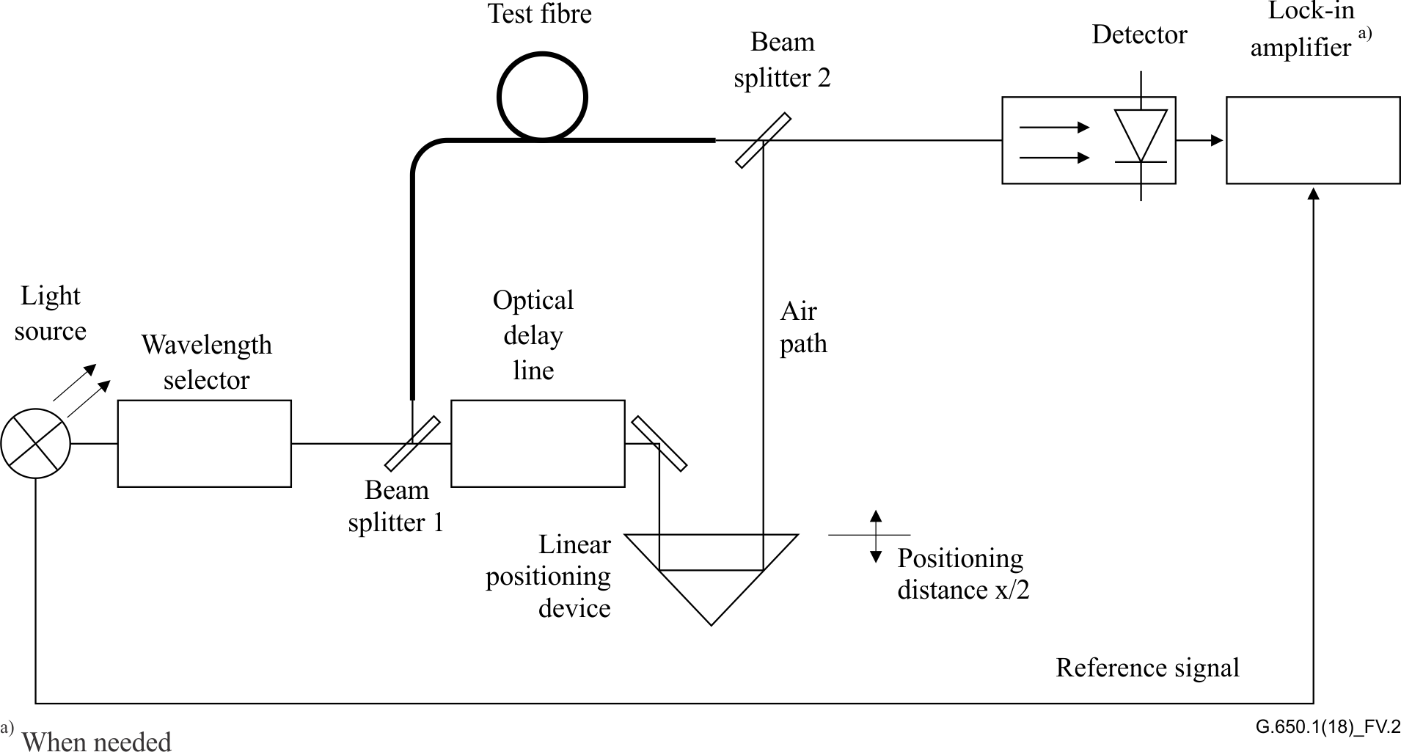 Test fibre
Beam
splitter 2
Detector
Lock-in
amplifier a)
Light
source
Wavelength
selector
Optical
delay
line
Air
path
Beam
splitter 1
Linear
positioning
device
Positioning
distance x/2
Reference signal
a) When needed
G.650.1(18)_FV.2